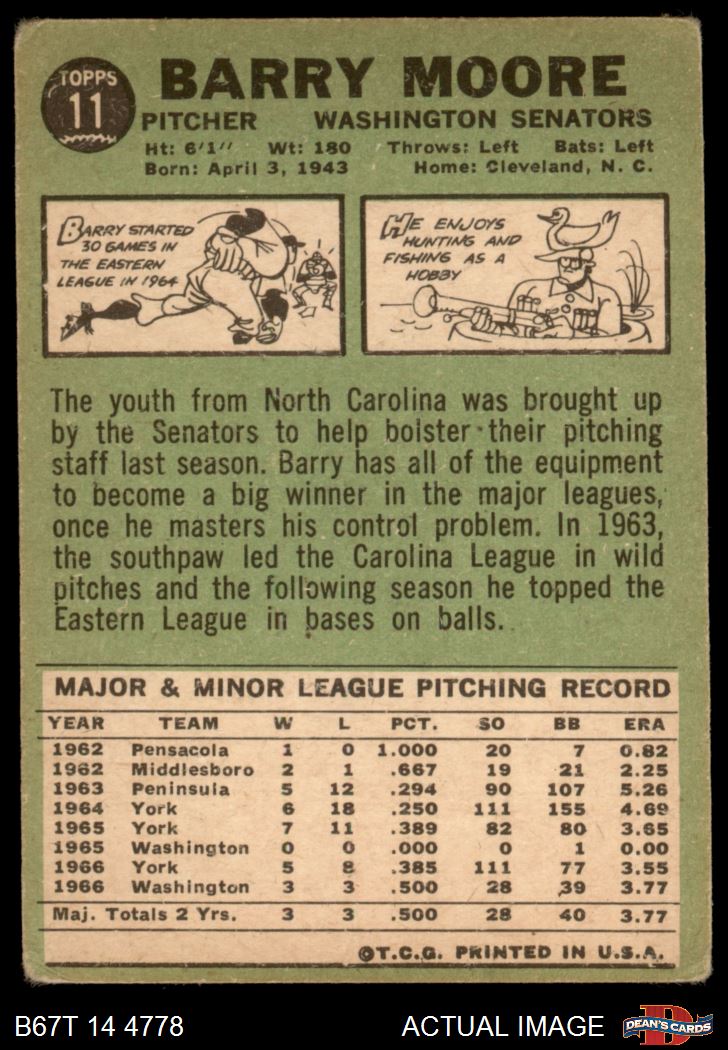 TOPPS
11
BARRY MOORE
PITCHER WASHINGTON SENATORS
Ht: 6'1" Wt: 180 Throws: Left Bats: Left
Born: April 3, 1943 Home: Cleveland, N. C.
BARRY STARTED
30 GAMES IN
THE EASTERN
LEAGUE IN 1964
HE ENJOYS
HUNTING AND
FISHING AS A
HOBBY
The youth from North Carolina was brought up
by the Senators to help bolster their pitching
staff last season. Barry has all of the equipment
to become a big winner in the major leagues,
once he masters his control problem. In 1963,
the southpaw led the Carolina League in wild
pitches and the following season he topped the
Eastern League in bases on balls.
MAJOR & MINOR LEAGUE PITCHING RECORD
YEAR TEAM W L PCT. SO BB ERA
1962 Pensacola 1 0 1.000 20 7 0.82
1962 Middlesboro 2 1 .667 19 21 2.25
1963 Peninsula 5 12 .294 90 107 5.26
1964 York 6 18 .250 111 155 4.69
1965 York 7 11 .389 82 80 3.65
1965 Washington 0 0 .000 0 1 0.00
1966 York 5 8 .385 111 77 3.55
1966 Washington 3 3 .500 28 39 3.77
Maj. Totals 2 Yrs. 3 3 .500 28 40 3.77
©T.C.G. PRINTED IN U.S.A.
B67T 14 4778 ACTUAL IMAGE
D
DEAN'S CARDS